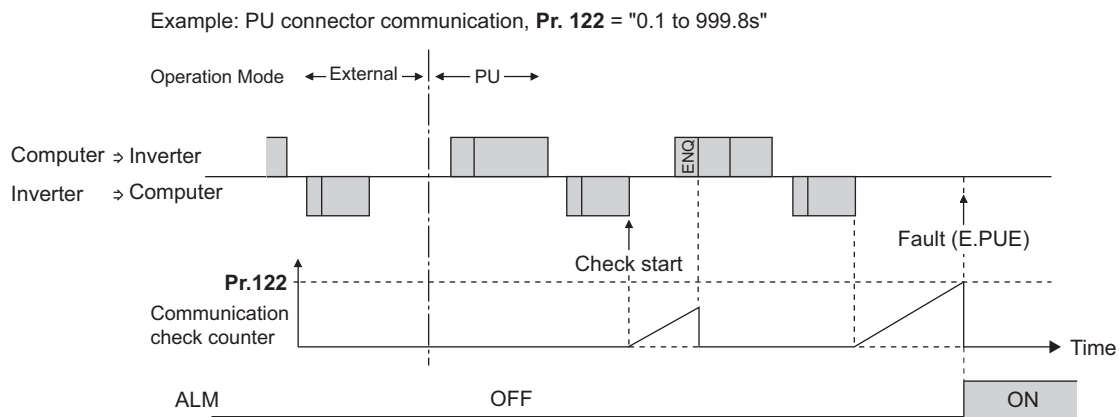 Example: PU connector communication, Pr. 122 = "0.1 to 999.8s"
Operation Mode External PU
Computer ⇒ Inverter
ENQ
Inverter ⇒ Computer
Fault (E.PUE)
Check start
Pr.122
Communication
check counter
Time
ALM OFF ON